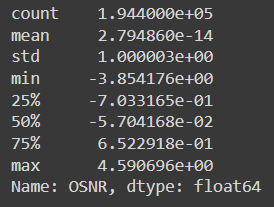 count 1.944000e+05
mean 2.794860e-14
std 1.000003e+00
min -3.854176e+00
25% -7.033165e-01
50% -5.704168e-02
75% 6.522918e-01
max 4.590696e+00
Name: OSNR, dtype: float64